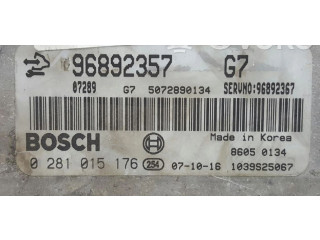 96892357 G7
07289 G7 5072890134 SERVNO:96892367
BOSCH
Made in Korea
8605 0134
0 281 015 176 254 07-10-16 1039S25067